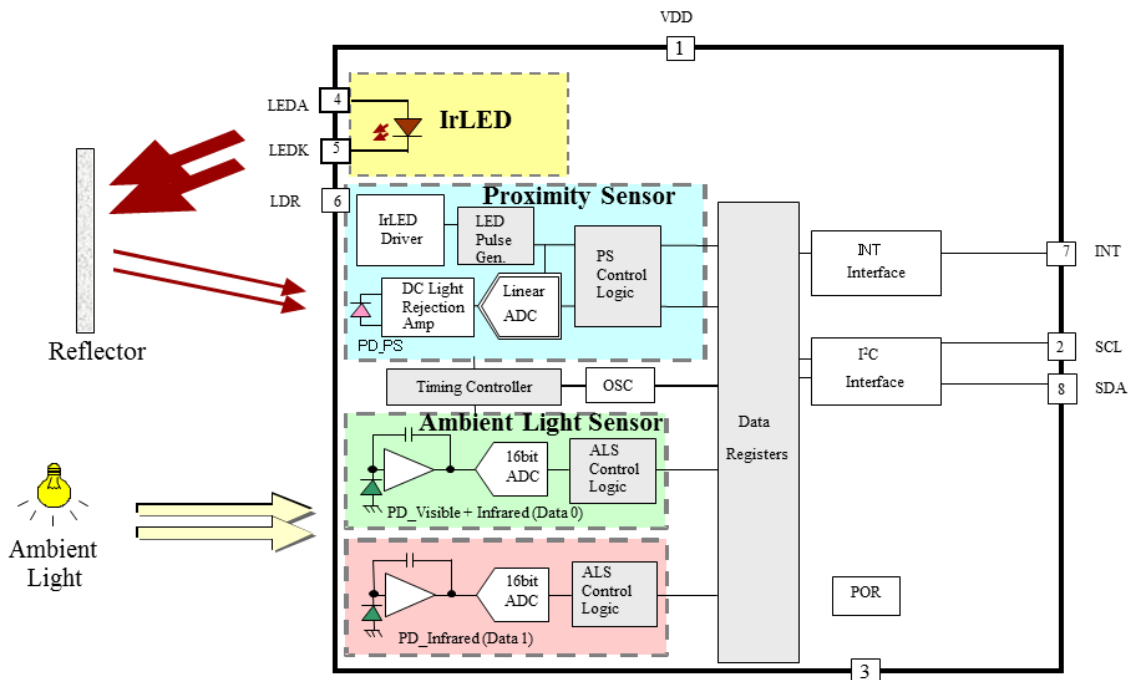 VDD
1
LEDA
4
IrLED
LEDK
5
LDR
6
Proximity Sensor
IrLED
Driver
LED
Pulse
Gen.
PS
Control
Logic
DC Light
Rejection
Amp
Linear
ADC
PD_PS
Reflector
INT
Interface
7
INT
I²C
Interface
2
SCL
8
SDA
Timing Controller
OSC
Data
Registers
Ambient Light Sensor
16bit
ADC
ALS
Control
Logic
PD_Visible + Infrared (Data 0)
Ambient
Light
16bit
ADC
ALS
Control
Logic
PD_Infrared (Data 1)
POR
3